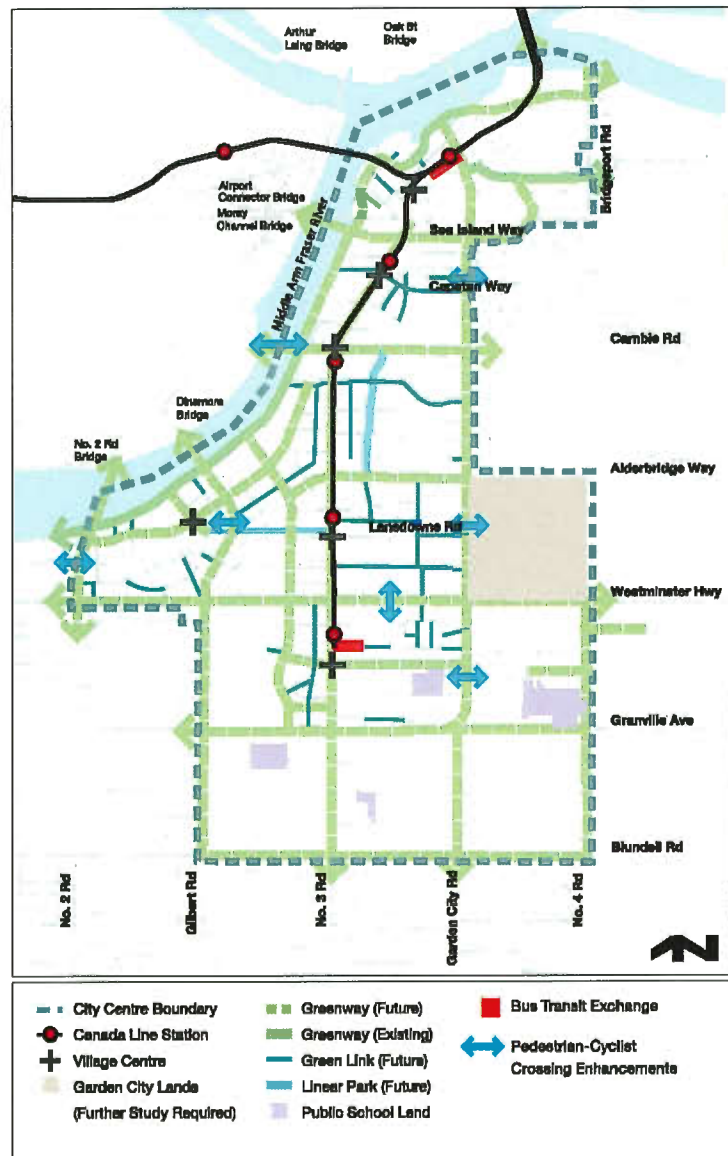 Arthur
Laing Bridge
Oak St
Bridge
Bridgeport Rd
Airport
Connector Bridge
Moray
Channel Bridge
Sea Island Way
Middle Arm Fraser River
Capstan Way
Cambie Rd
Dinsmore
Bridge
No. 2 Rd
Bridge
Alderbridge Way
Lansdowne Rd
Westminster Hwy
Granville Ave
Blundell Rd
No. 2 Rd
Gilbert Rd
No. 3 Rd
Garden City Rd
No. 4 Rd
N
City Centre Boundary
Canada Line Station
Village Centre
Garden City Lands
(Further Study Required)
Greenway (Future)
Greenway (Existing)
Green Link (Future)
Linear Park (Future)
Public School Land
Bus Transit Exchange
Pedestrian-Cyclist
Crossing Enhancements